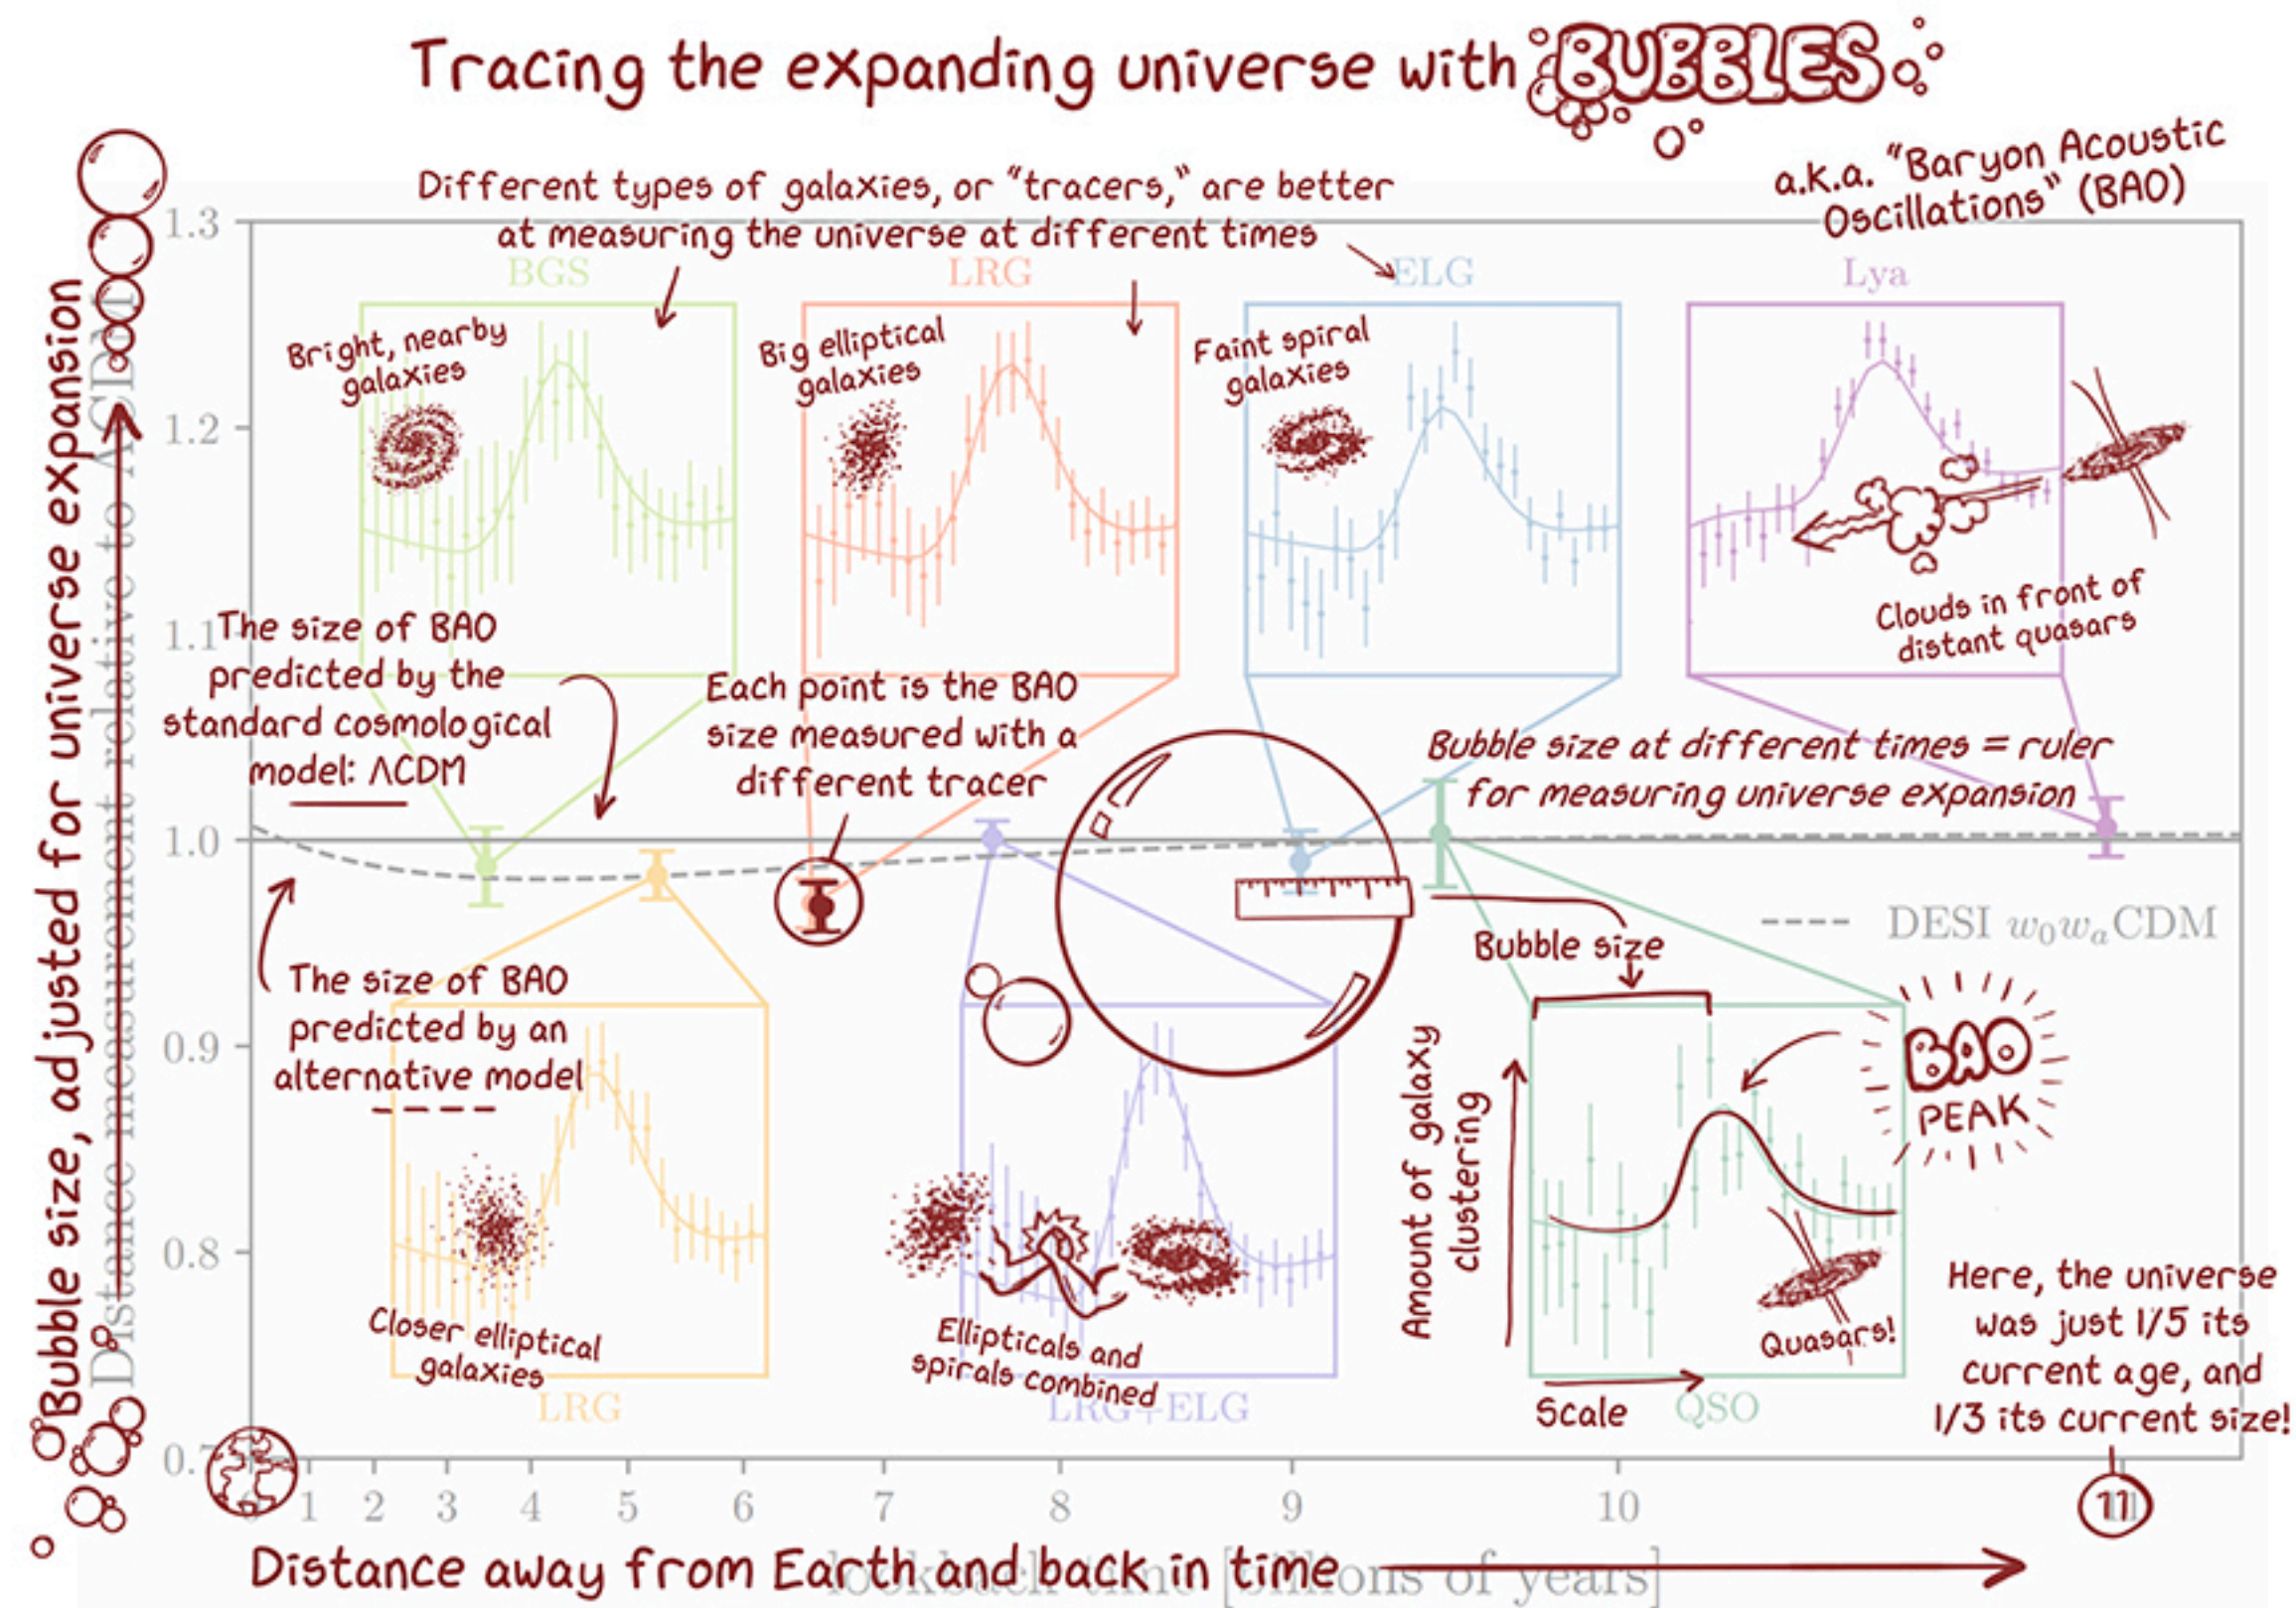 Tracing the expanding universe with BUBBLES
a.k.a. "Baryon Acoustic
Oscillations" (BAO)
Different types of galaxies, or "tracers," are better
at measuring the universe at different times
Bubble size, adjusted for universe expansion
Distance measurement relative to ΛCDM
1.3
1.2
1.1
1.0
0.9
0.8
0.7
BGS
Bright, nearby
galaxies
LRG
Big elliptical
galaxies
ELG
Faint spiral
galaxies
Lya
Clouds in front of
distant quasars
The size of BAO
predicted by the
standard cosmological
model: ΛCDM
Each point is the BAO
size measured with a
different tracer
Bubble size at different times = ruler
for measuring universe expansion
DESI w₀wₐCDM
The size of BAO
predicted by an
alternative model
Closer elliptical
galaxies
LRG
Ellipticals and
spirals combined
LRG+ELG
Bubble size
Amount of galaxy
clustering
BAO
PEAK
Quasars!
Scale
QSO
Here, the universe
was just 1/5 its
current age, and
1/3 its current size!
0 1 2 3 4 5 6 7 8 9 10 11
Distance away from Earth and back in time
lookback time [billions of years]